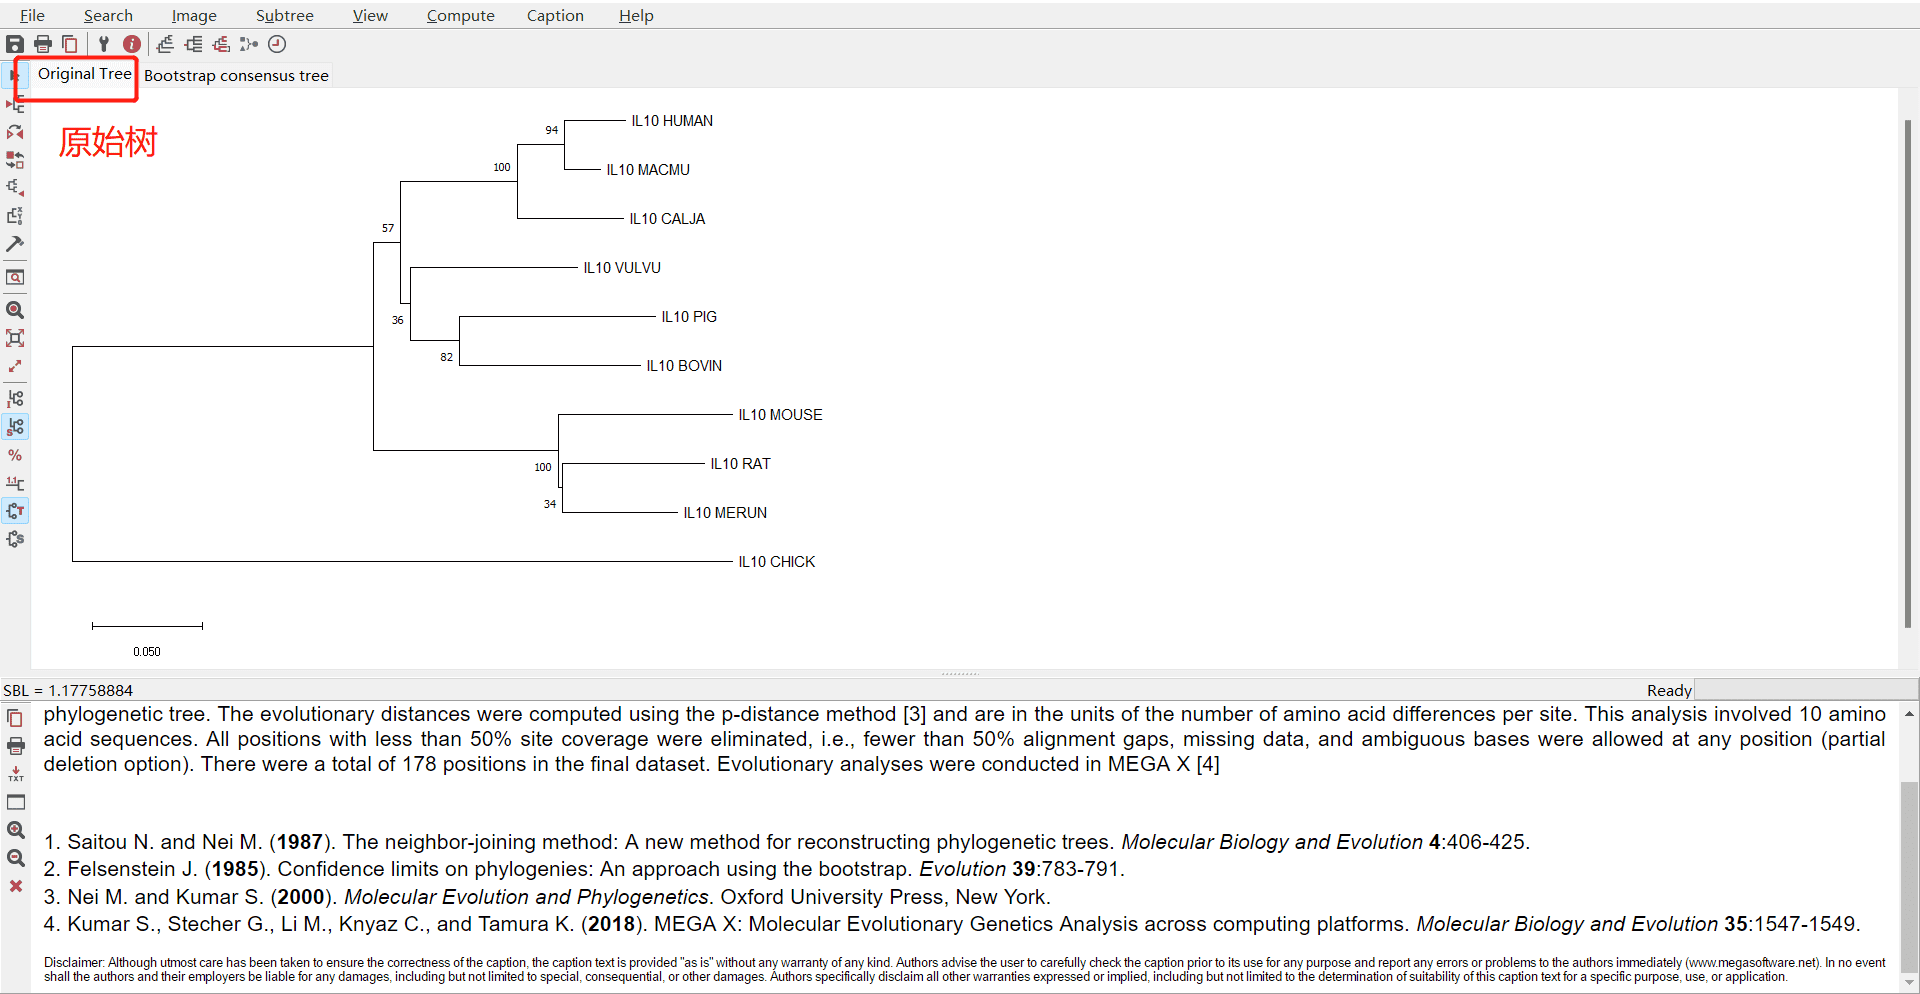 File Search Image Subtree View Compute Caption Help
Original Tree Bootstrap consensus tree
原始树
IL10 HUMAN
94
IL10 MACMU
100
IL10 CALJA
57
IL10 VULVU
IL10 PIG
36
82
IL10 BOVIN
IL10 MOUSE
IL10 RAT
100
34
IL10 MERUN
IL10 CHICK
0.050
SBL = 1.17758884
Ready
phylogenetic tree. The evolutionary distances were computed using the p-distance method [3] and are in the units of the number of amino acid differences per site. This analysis involved 10 amino
acid sequences. All positions with less than 50% site coverage were eliminated, i.e., fewer than 50% alignment gaps, missing data, and ambiguous bases were allowed at any position (partial
deletion option). There were a total of 178 positions in the final dataset. Evolutionary analyses were conducted in MEGA X [4]
TXT
1. Saitou N. and Nei M. (1987). The neighbor-joining method: A new method for reconstructing phylogenetic trees. Molecular Biology and Evolution 4:406-425.
2. Felsenstein J. (1985). Confidence limits on phylogenies: An approach using the bootstrap. Evolution 39:783-791.
3. Nei M. and Kumar S. (2000). Molecular Evolution and Phylogenetics. Oxford University Press, New York.
4. Kumar S., Stecher G., Li M., Knyaz C., and Tamura K. (2018). MEGA X: Molecular Evolutionary Genetics Analysis across computing platforms. Molecular Biology and Evolution 35:1547-1549.
Disclaimer: Although utmost care has been taken to ensure the correctness of the caption, the caption text is provided "as is" without any warranty of any kind. Authors advise the user to carefully check the caption prior to its use for any purpose and report any errors or problems to the authors immediately (www.megasoftware.net). In no event
shall the authors and their employers be liable for any damages, including but not limited to special, consequential, or other damages. Authors specifically disclaim all other warranties expressed or implied, including but not limited to the determination of suitability of this caption text for a specific purpose, use, or application.